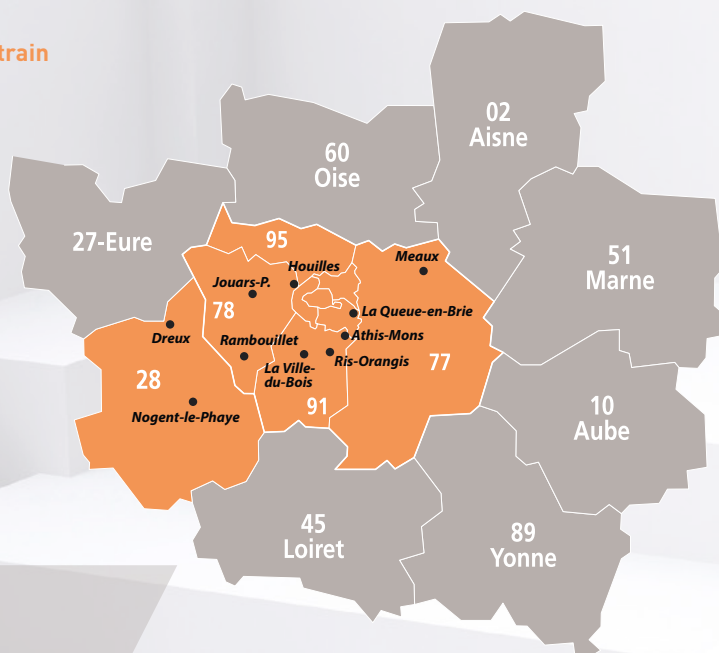 train
02
Aisne
60
Oise
27-Eure
95
51
Marne
Meaux
Houilles
Jouars-P.
78
La Queue-en-Brie
Dreux
Rambouillet
Athis-Mons
La Ville-
du-Bois
Ris-Orangis
77
28
91
Nogent-le-Phaye
10
Aube
45
Loiret
89
Yonne